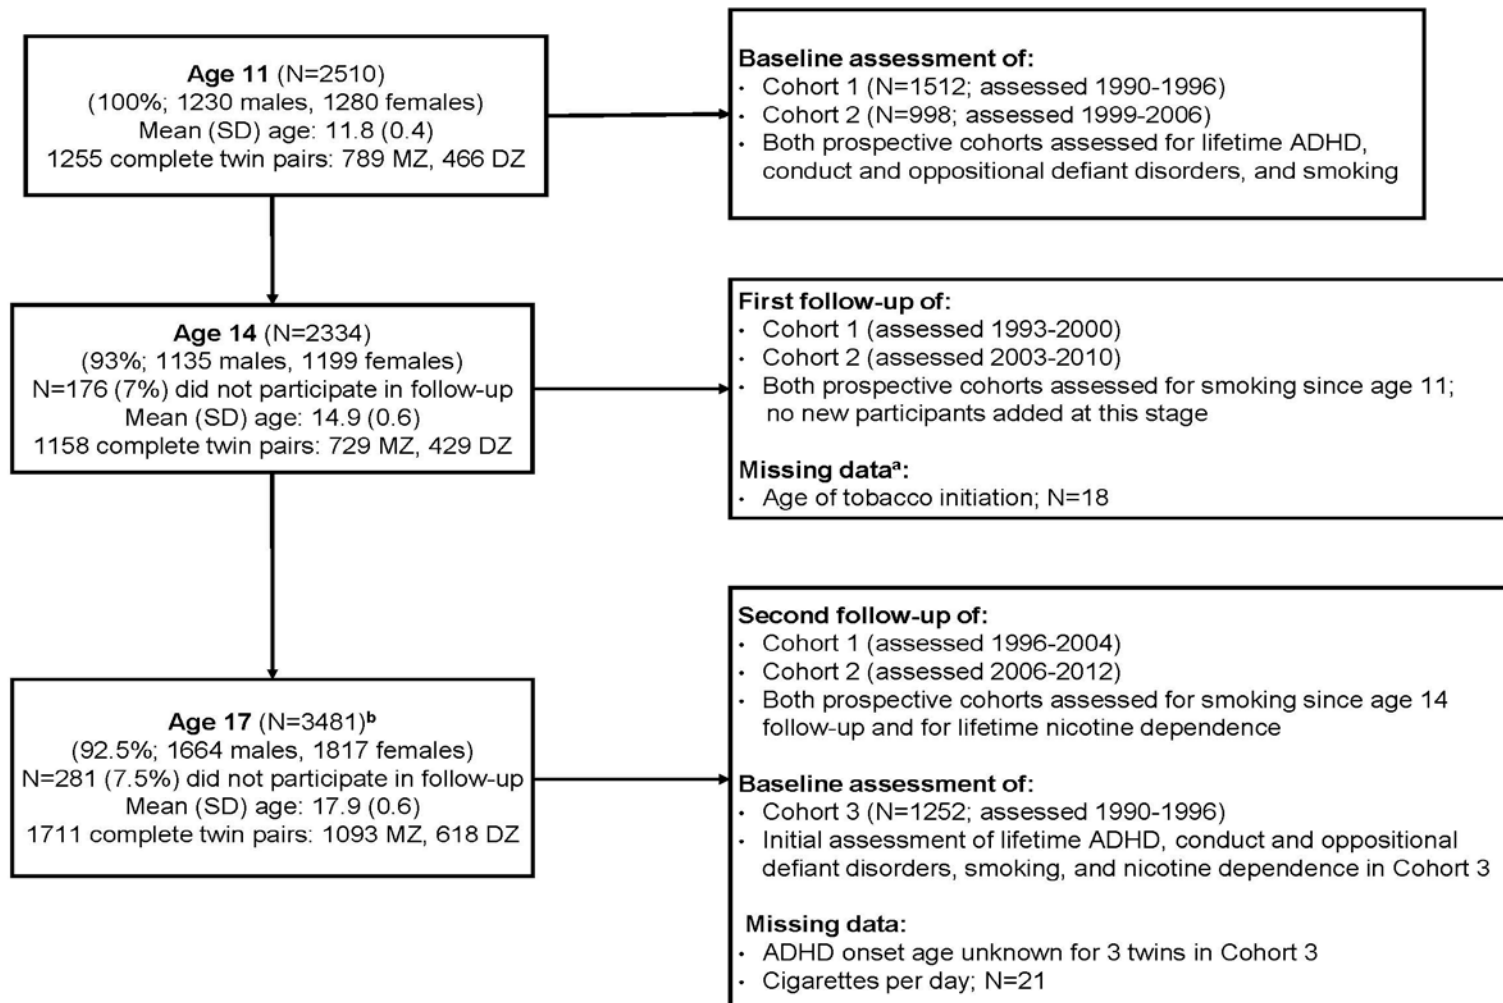 Age 11 (N=2510)
(100%; 1230 males, 1280 females)
Mean (SD) age: 11.8 (0.4)
1255 complete twin pairs: 789 MZ, 466 DZ
Baseline assessment of:
· Cohort 1 (N=1512; assessed 1990-1996)
· Cohort 2 (N=998; assessed 1999-2006)
· Both prospective cohorts assessed for lifetime ADHD,
conduct and oppositional defiant disorders, and smoking
Age 14 (N=2334)
(93%; 1135 males, 1199 females)
N=176 (7%) did not participate in follow-up
Mean (SD) age: 14.9 (0.6)
1158 complete twin pairs: 729 MZ, 429 DZ
First follow-up of:
· Cohort 1 (assessed 1993-2000)
· Cohort 2 (assessed 2003-2010)
· Both prospective cohorts assessed for smoking since age 11;
no new participants added at this stage
Missing dataᵃ:
· Age of tobacco initiation; N=18
Age 17 (N=3481)ᵇ
(92.5%; 1664 males, 1817 females)
N=281 (7.5%) did not participate in follow-up
Mean (SD) age: 17.9 (0.6)
1711 complete twin pairs: 1093 MZ, 618 DZ
Second follow-up of:
· Cohort 1 (assessed 1996-2004)
· Cohort 2 (assessed 2006-2012)
· Both prospective cohorts assessed for smoking since age 14
follow-up and for lifetime nicotine dependence
Baseline assessment of:
· Cohort 3 (N=1252; assessed 1990-1996)
· Initial assessment of lifetime ADHD, conduct and oppositional
defiant disorders, smoking, and nicotine dependence in Cohort 3
Missing data:
· ADHD onset age unknown for 3 twins in Cohort 3
· Cigarettes per day; N=21